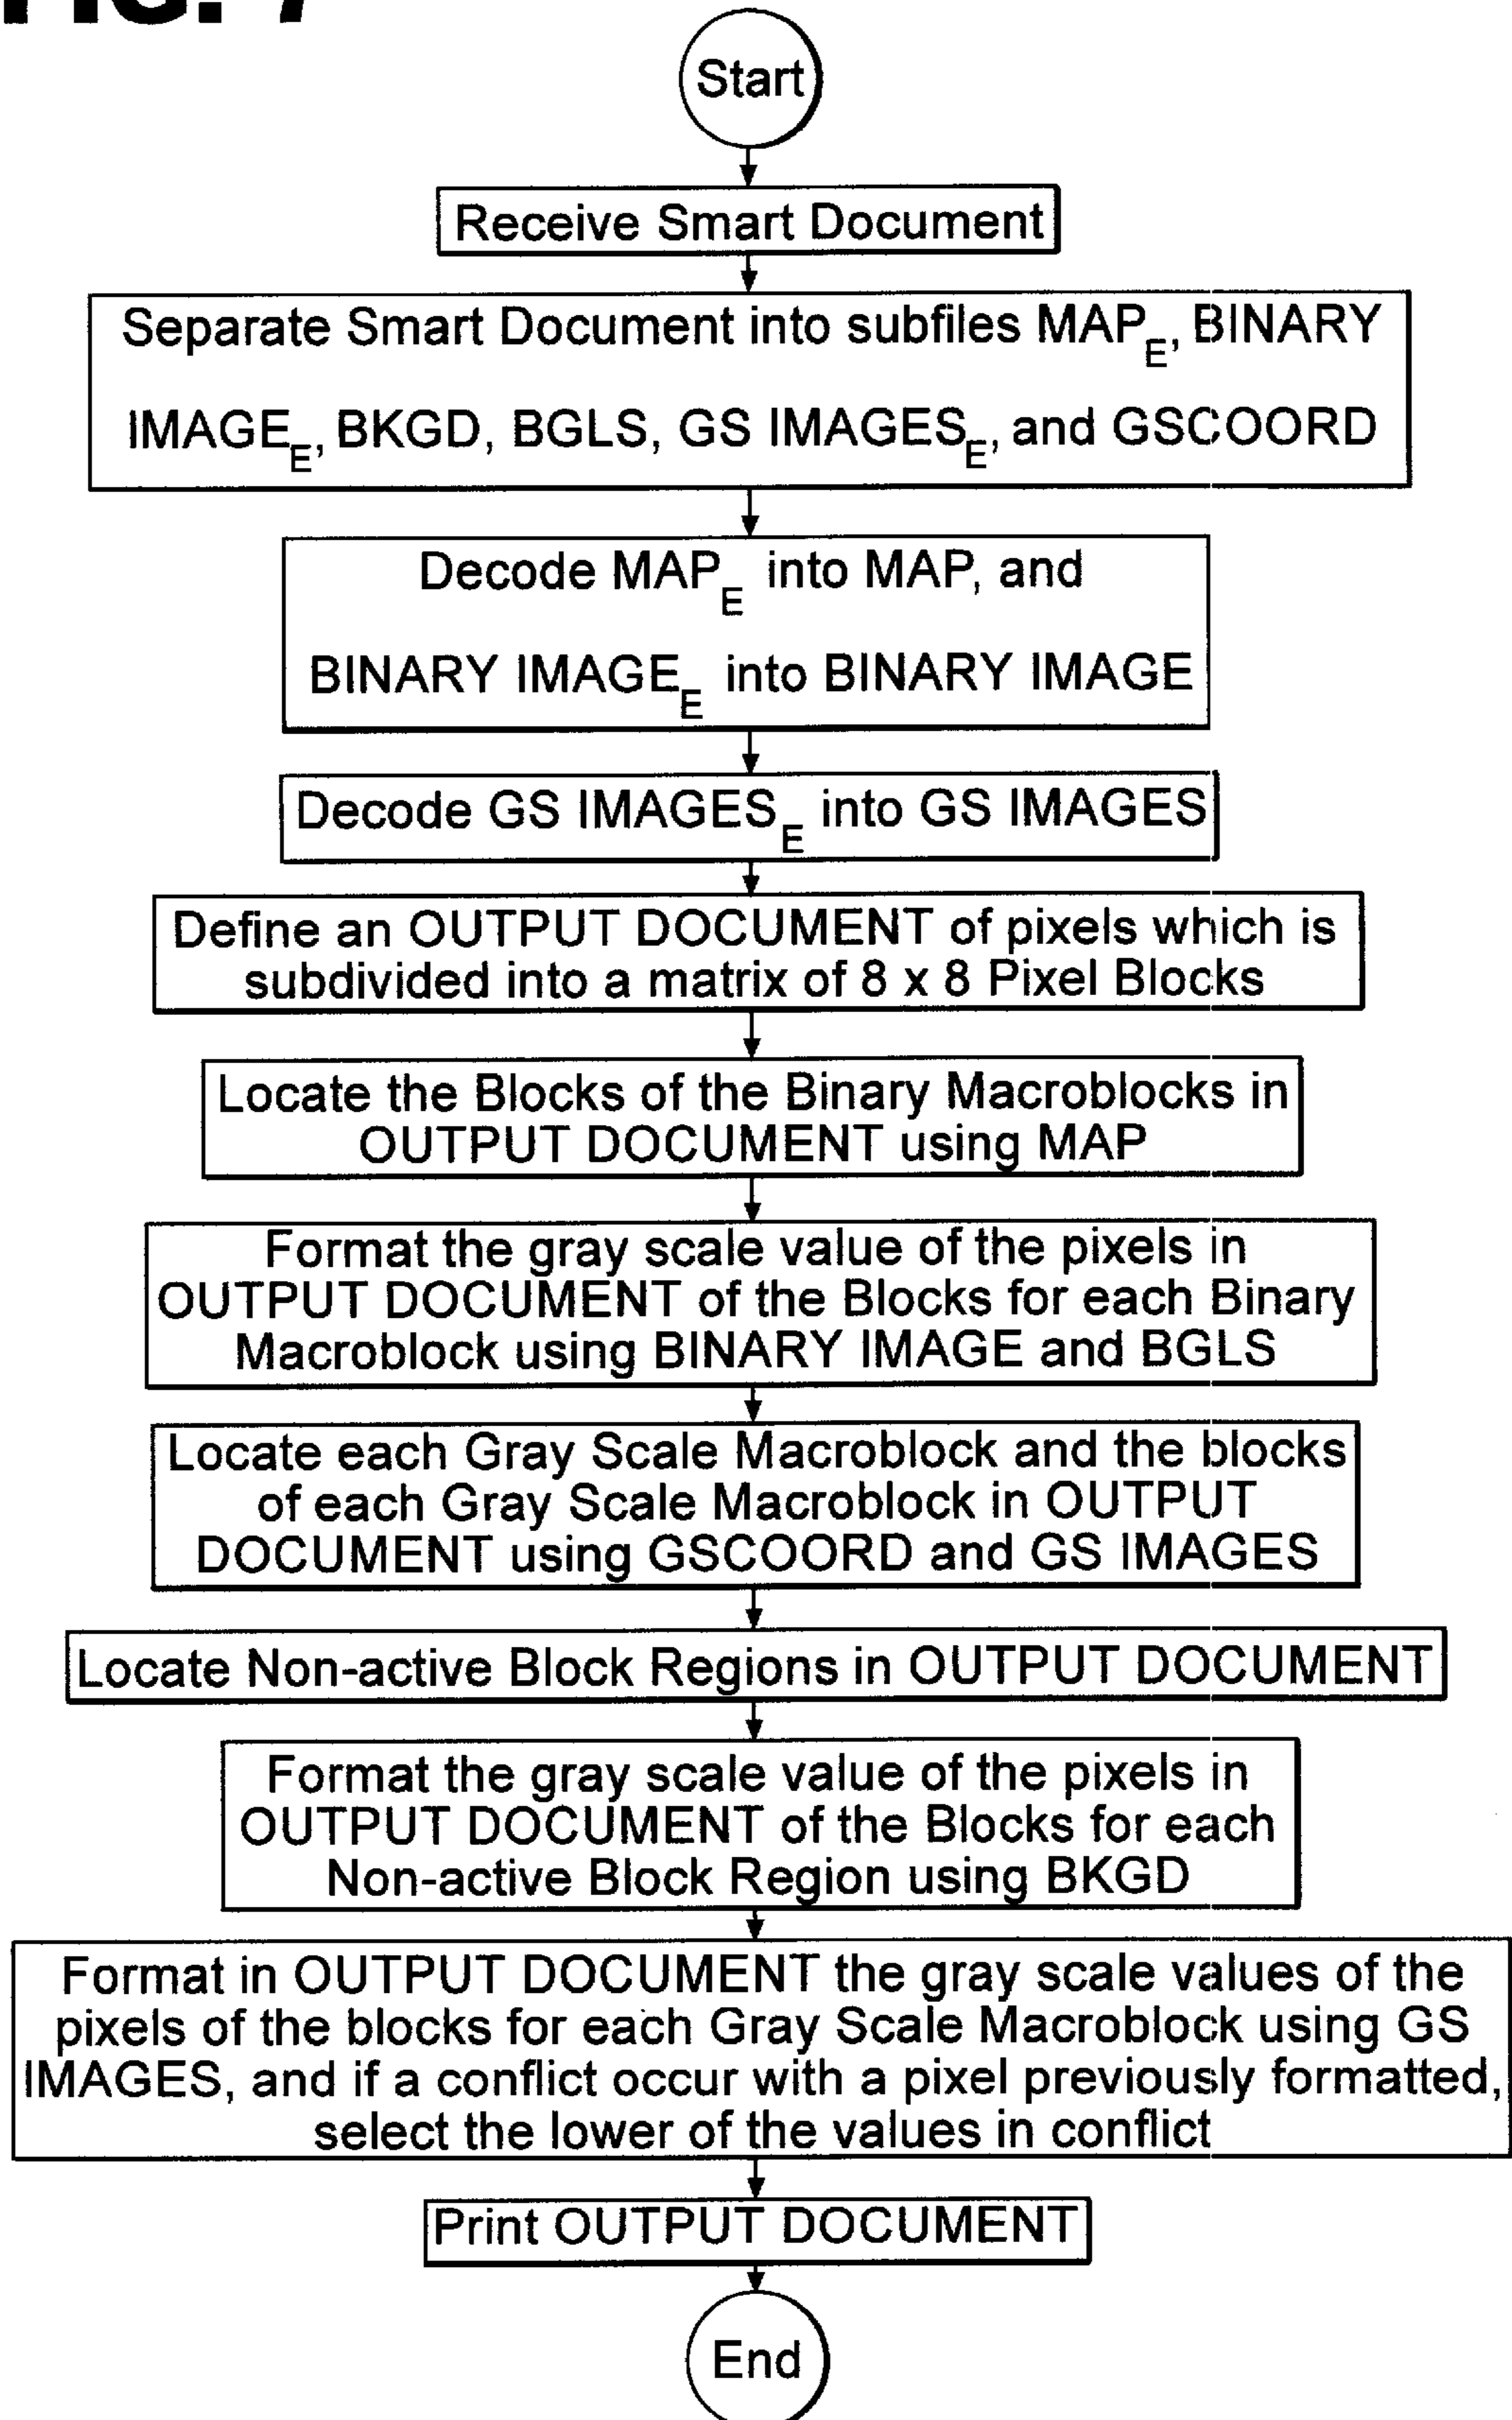 FIG. 7
Start
Receive Smart Document
Separate Smart Document into subfiles MAP_E, BINARY
IMAGE_E, BKGD, BGLS, GS IMAGES_E, and GSCOORD
Decode MAP_E into MAP, and
BINARY IMAGE_E into BINARY IMAGE
Decode GS IMAGES_E into GS IMAGES
Define an OUTPUT DOCUMENT of pixels which is
subdivided into a matrix of 8 x 8 Pixel Blocks
Locate the Blocks of the Binary Macroblocks in
OUTPUT DOCUMENT using MAP
Format the gray scale value of the pixels in
OUTPUT DOCUMENT of the Blocks for each Binary
Macroblock using BINARY IMAGE and BGLS
Locate each Gray Scale Macroblock and the blocks
of each Gray Scale Macroblock in OUTPUT
DOCUMENT using GSCOORD and GS IMAGES
Locate Non-active Block Regions in OUTPUT DOCUMENT
Format the gray scale value of the pixels in
OUTPUT DOCUMENT of the Blocks for each
Non-active Block Region using BKGD
Format in OUTPUT DOCUMENT the gray scale values of the
pixels of the blocks for each Gray Scale Macroblock using GS
IMAGES, and if a conflict occur with a pixel previously formatted,
select the lower of the values in conflict
Print OUTPUT DOCUMENT
End